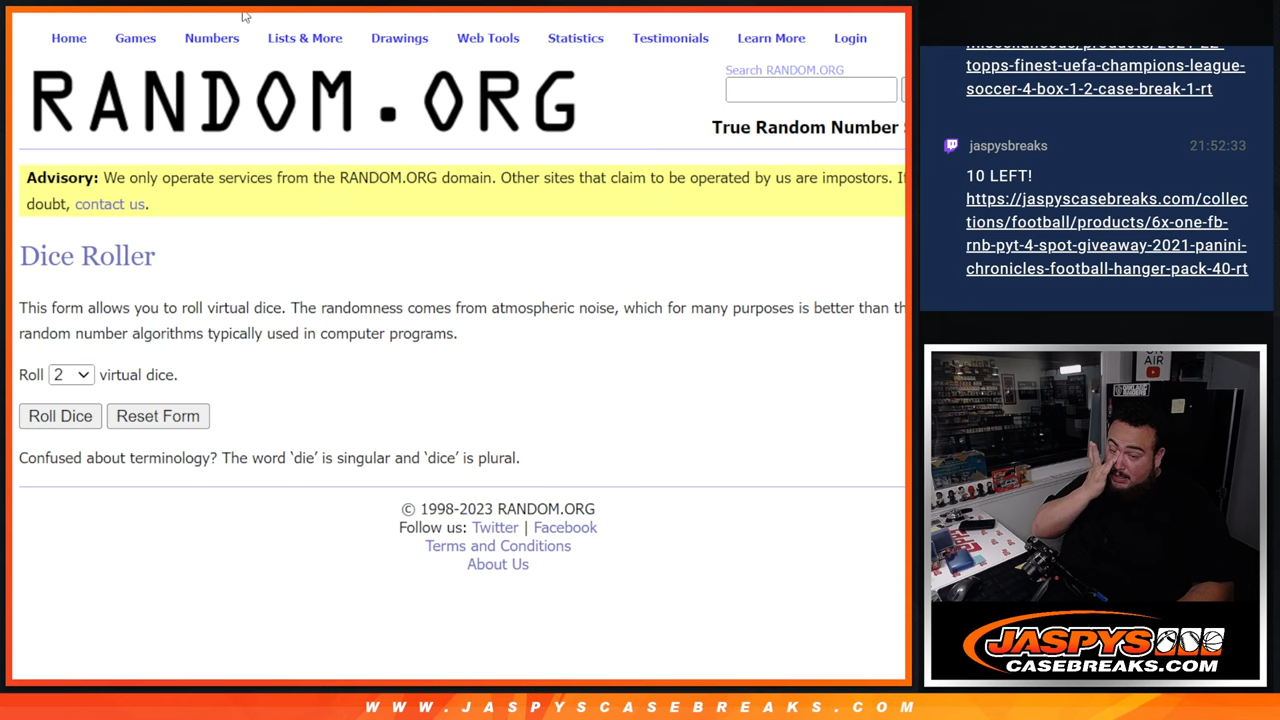 Home Games Numbers Lists & More Drawings Web Tools Statistics Testimonials Learn More Login
RANDOM.ORG
Search RANDOM.ORG
True Random Number
Advisory: We only operate services from the RANDOM.ORG domain. Other sites that claim to be operated by us are impostors. If
doubt, contact us.
Dice Roller
This form allows you to roll virtual dice. The randomness comes from atmospheric noise, which for many purposes is better than th
random number algorithms typically used in computer programs.
Roll 2 virtual dice.
Roll Dice Reset Form
Confused about terminology? The word ‘die’ is singular and ‘dice’ is plural.
© 1998-2023 RANDOM.ORG
Follow us: Twitter | Facebook
Terms and Conditions
About Us
miscellaneous/products/2021-22-
topps-finest-uefa-champions-league-
soccer-4-box-1-2-case-break-1-rt
jaspysbreaks 21:52:33
10 LEFT!
https://jaspyscasebreaks.com/collec
tions/football/products/6x-one-fb-
rnb-pyt-4-spot-giveaway-2021-panini-
chronicles-football-hanger-pack-40-rt
ON
AIR
JASPYS
CASEBREAKS.COM
WWW.JASPYSCASEBREAKS.COM